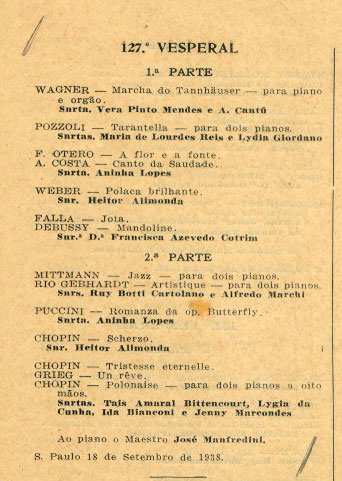 127.º VESPERAL
1.ª PARTE
WAGNER — Marcha do Tannhäuser — para piano
e orgão.
Snrta. Vera Pinto Mendes e A. Cantú
POZZOLI — Tarantella — para dois pianos.
Snrtas. Maria de Lourdes Reis e Lydia Giordano
F. OTERO — A flor e a fonte.
A. COSTA — Canto da Saudade.
Snrta. Aninha Lopes
WEBER — Polaca brilhante.
Snr. Heitor Alimonda
FALLA — Jota.
DEBUSSY — Mandoline.
Snr.ª D.ª Francisca Azevedo Cotrim
2.ª PARTE
MITTMANN — Jazz — para dois pianos.
RIO GEBHARDT — Artistique — para dois pianos.
Snrs. Ruy Botti Cartolano e Alfredo Marchi
PUCCINI — Romanza da op. Butterfly.
Snrta. Aninha Lopes
CHOPIN — Scherzo.
Snr. Heitor Alimonda
CHOPIN — Tristesse eternelle.
GRIEG — Un rêve.
CHOPIN — Polonaise — para dois pianos a oito
mãos.
Snrtas. Tais Amaral Bittencourt, Lygia da
Cunha, Ida Bianconi e Jenny Marcondes
Ao piano o Maestro José Manfredini.
S. Paulo 18 de Setembro de 1938.